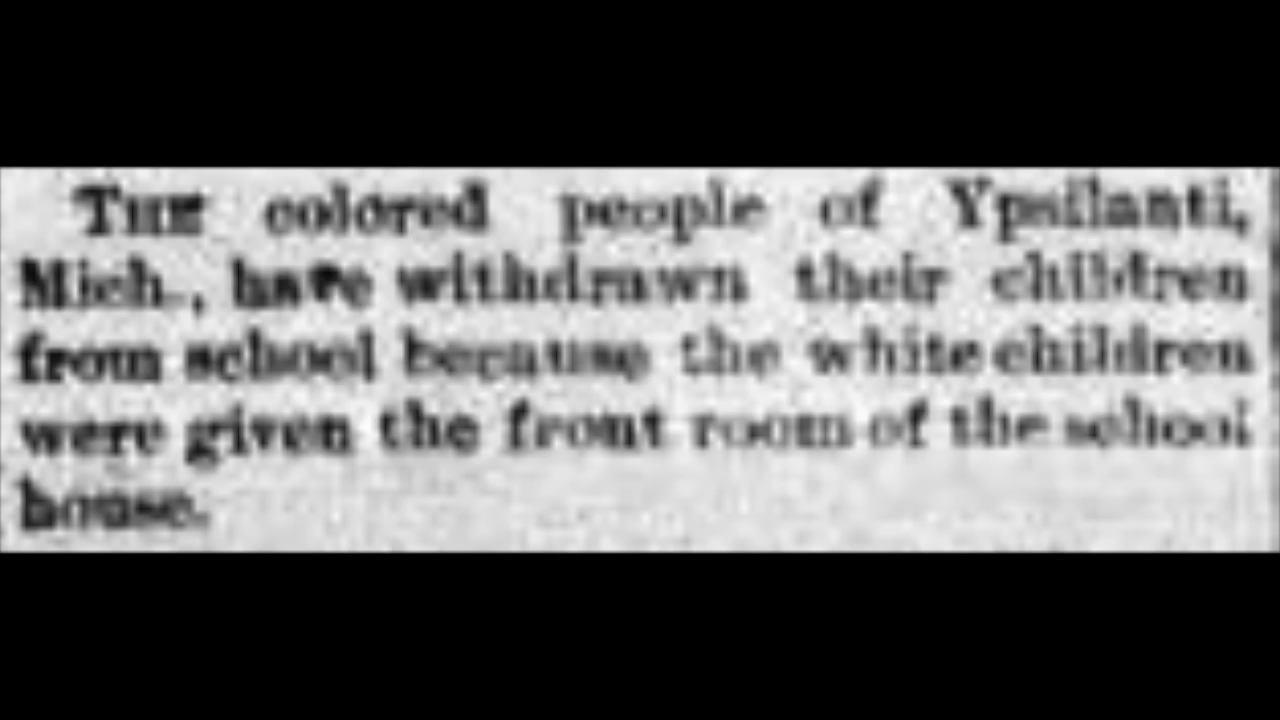 THE colored people of Ypsilanti,
Mich., have withdrawn their children
from school because the white children
were given the front room of the school
house.